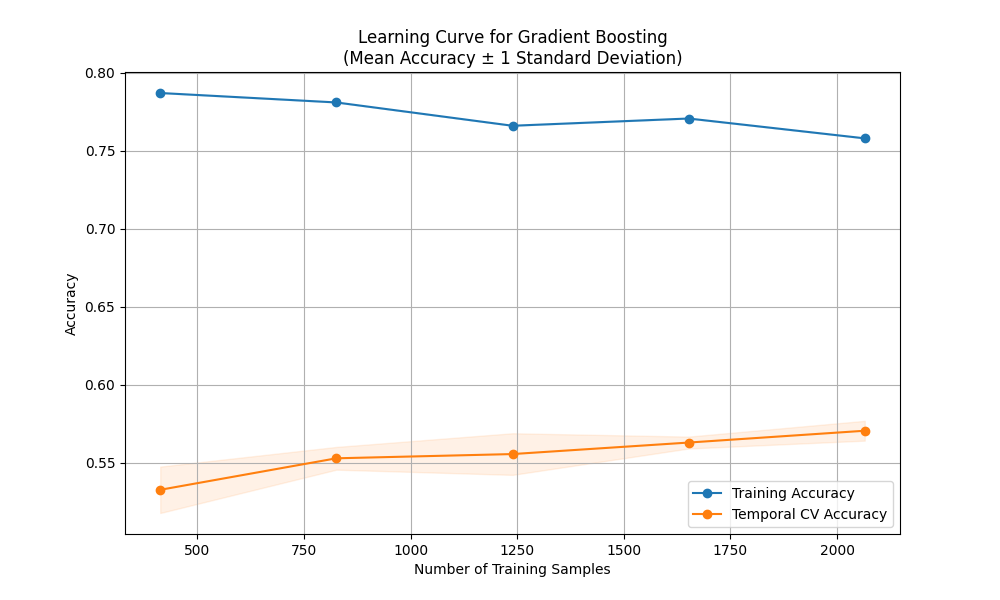 Learning Curve for Gradient Boosting
(Mean Accuracy ± 1 Standard Deviation)
0.80
0.75
0.70
0.65
0.60
0.55
Accuracy
Training Accuracy
Temporal CV Accuracy
500
750
1000
1250
1500
1750
2000
Number of Training Samples